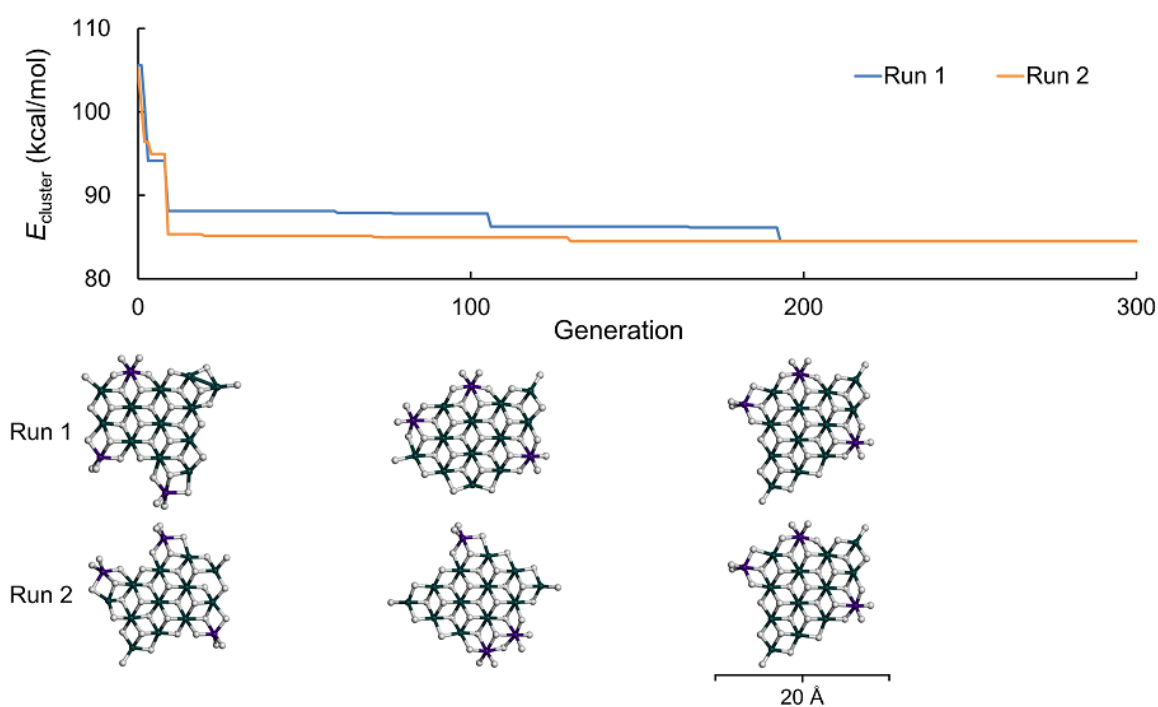 110
100
90
80
E cluster (kcal/mol)
Run 1 Run 2
0 100 200 300
Generation
Run 1
Run 2
20 Å